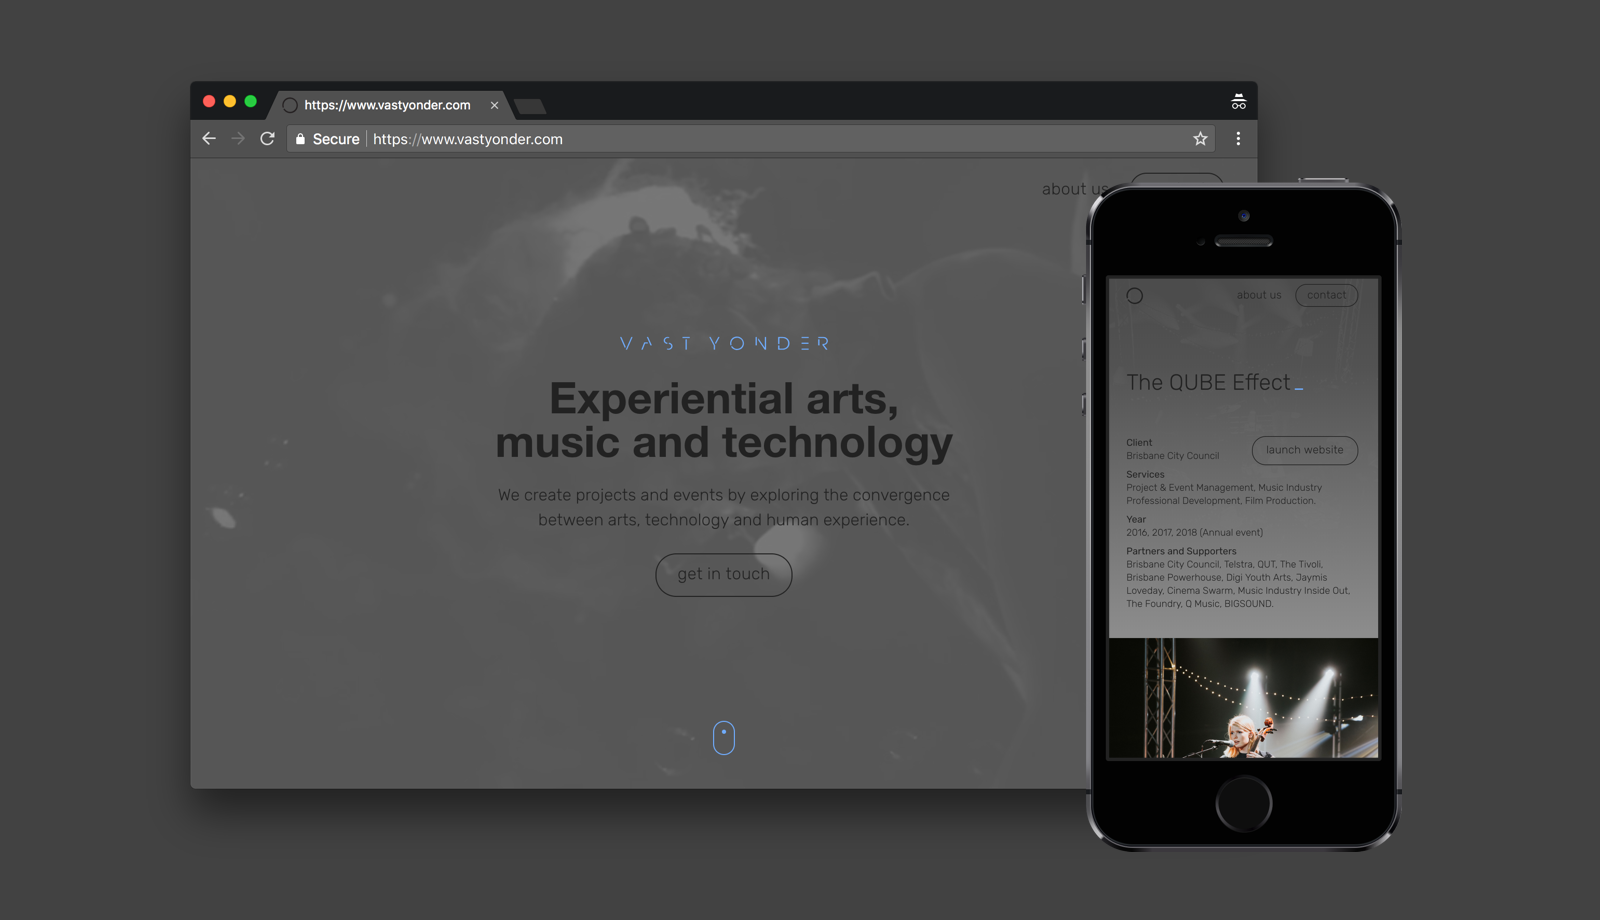 https://www.vastyonder.com
Secure https://www.vastyonder.com
about us
VAST YONDER
Experiential arts,
music and technology
We create projects and events by exploring the convergence
between arts, technology and human experience.
get in touch
about us contact
The QUBE Effect_
Client
Brisbane City Council
launch website
Services
Project & Event Management, Music Industry
Professional Development, Film Production.
Year
2016, 2017, 2018 (Annual event)
Partners and Supporters
Brisbane City Council, Telstra, QUT, The Tivoli,
Brisbane Powerhouse, Digi Youth Arts, Jaymis
Loveday, Cinema Swarm, Music Industry Inside Out,
The Foundry, Q Music, BIGSOUND.